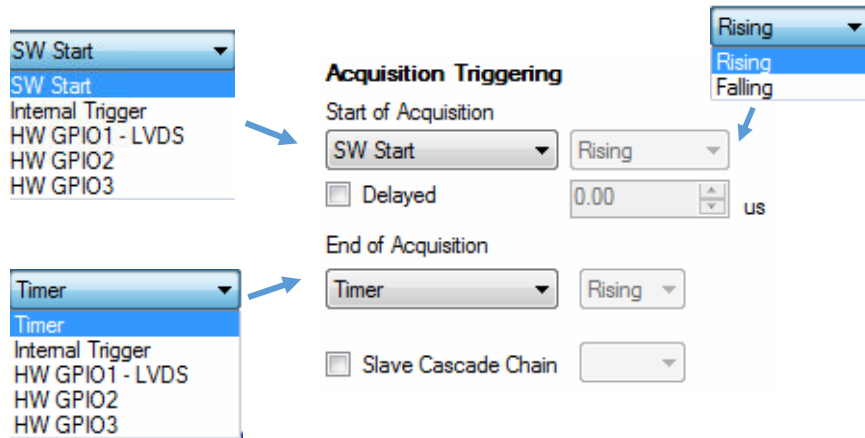 SW Start
SW Start
Internal Trigger
HW GPIO1 - LVDS
HW GPIO2
HW GPIO3
Rising
Rising
Falling
Acquisition Triggering
Start of Acquisition
SW Start Rising
Delayed 0.00 us
End of Acquisition
Timer Rising
Slave Cascade Chain
Timer
Timer
Internal Trigger
HW GPIO1 - LVDS
HW GPIO2
HW GPIO3